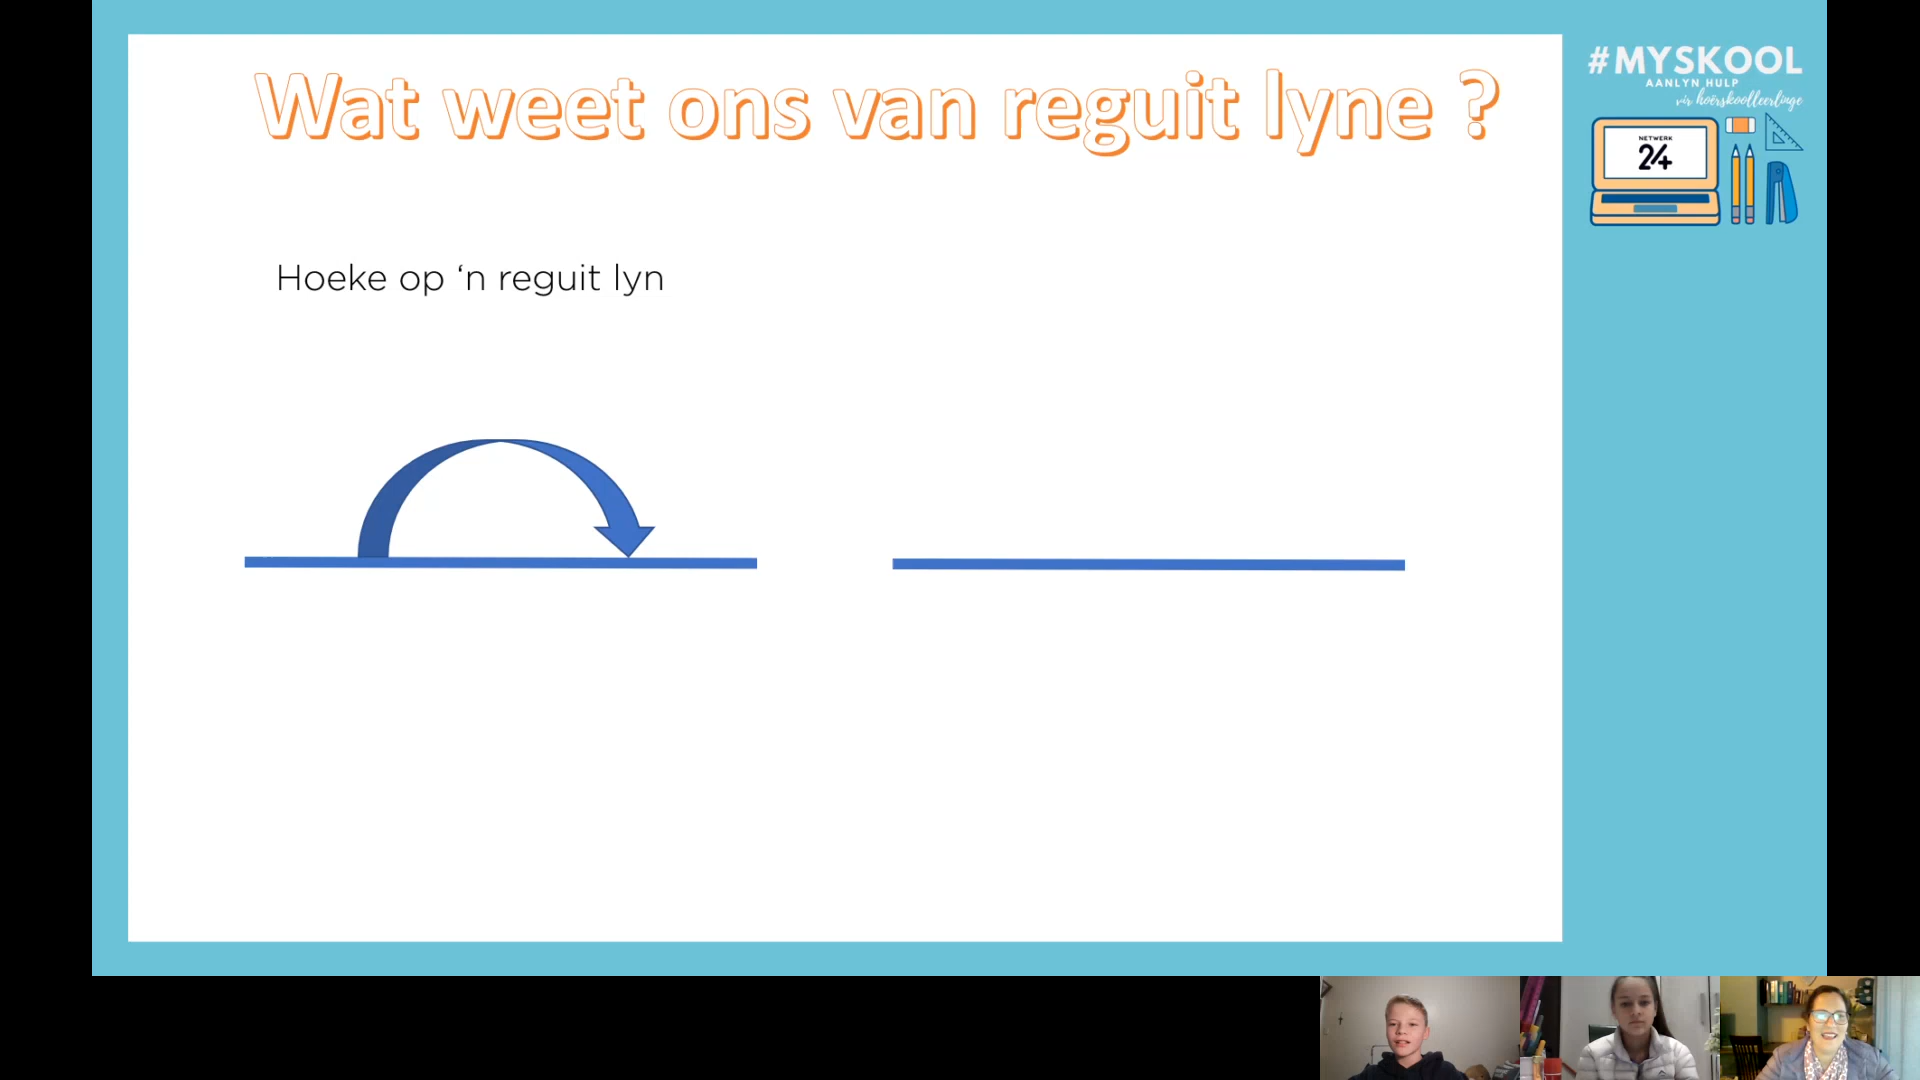 Wat weet ons van reguit lyne ?
#MYSKOOL
AANLYN HULP
vir hoërskoolleerlinge
NETWERK
24
Hoeke op ‘n reguit lyn